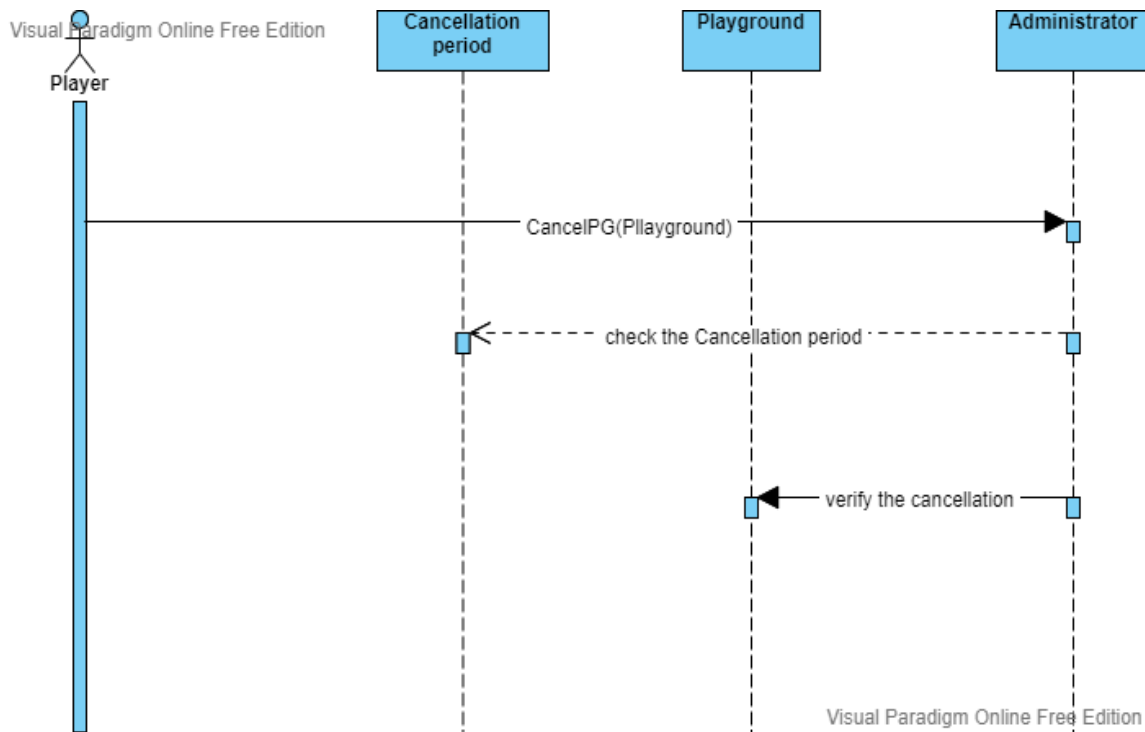 Visual Paradigm Online Free Edition
Player
Cancellation
period
Playground
Administrator
CancelPG(Pllayground)
check the Cancellation period
verify the cancellation
Visual Paradigm Online Free Edition